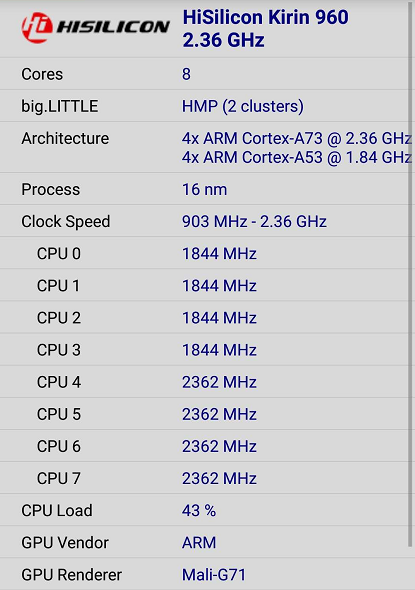 Hi HISILICON
HiSilicon Kirin 960
2.36 GHz
Cores 8
big.LITTLE HMP (2 clusters)
Architecture 4x ARM Cortex-A73 @ 2.36 GHz
4x ARM Cortex-A53 @ 1.84 GHz
Process 16 nm
Clock Speed 903 MHz - 2.36 GHz
CPU 0 1844 MHz
CPU 1 1844 MHz
CPU 2 1844 MHz
CPU 3 1844 MHz
CPU 4 2362 MHz
CPU 5 2362 MHz
CPU 6 2362 MHz
CPU 7 2362 MHz
CPU Load 43 %
GPU Vendor ARM
GPU Renderer Mali-G71